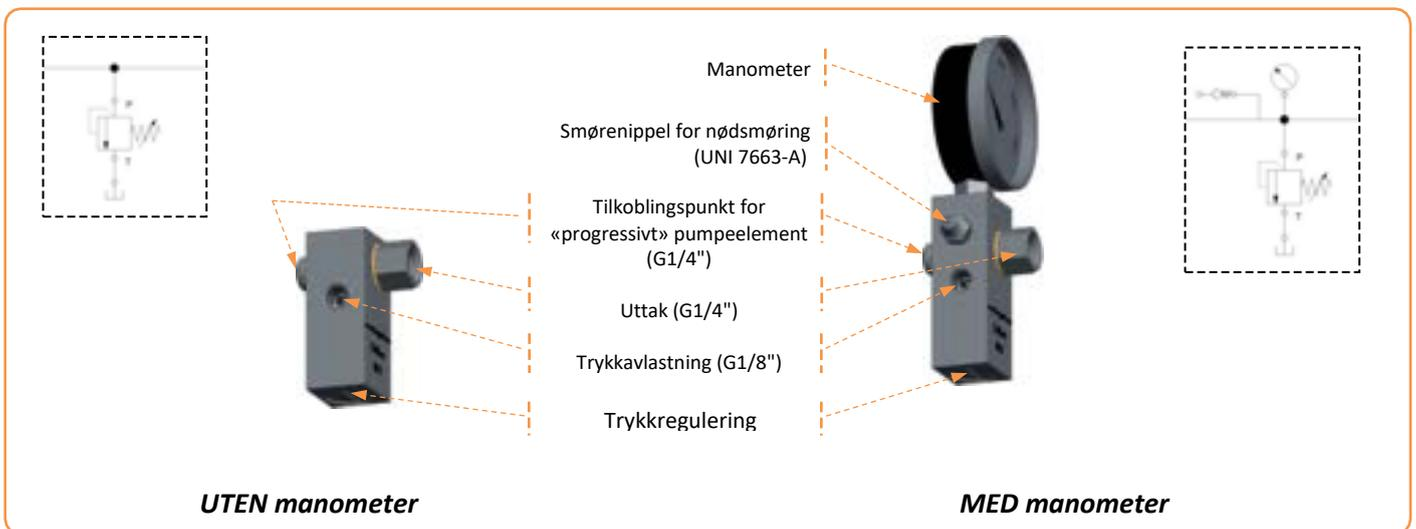 Manometer
Smørenippel for nødsmøring
(UNI 7663-A)
Tilkoblingspunkt for
«progressivt» pumpeelement
(G1/4")
Uttak (G1/4")
Trykkavlastning (G1/8")
Trykkregulering
P
T
P
T
UTEN manometer
MED manometer